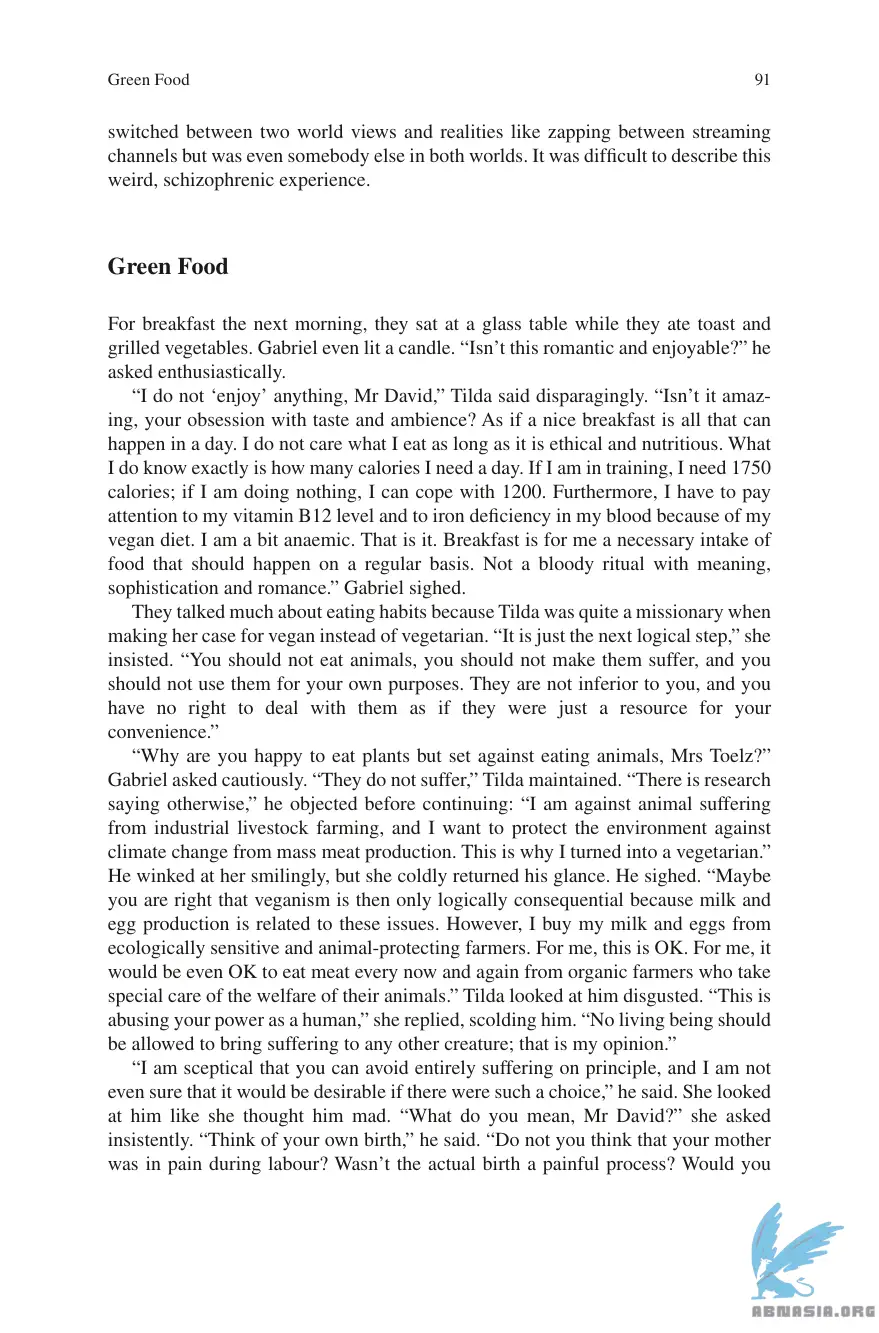 Green Food 91
switched between two world views and realities like zapping between streaming
channels but was even somebody else in both worlds. It was difficult to describe this
weird, schizophrenic experience.
Green Food
For breakfast the next morning, they sat at a glass table while they ate toast and
grilled vegetables. Gabriel even lit a candle. “Isn’t this romantic and enjoyable?” he
asked enthusiastically.
“I do not ‘enjoy’ anything, Mr David,” Tilda said disparagingly. “Isn’t it amaz-
ing, your obsession with taste and ambience? As if a nice breakfast is all that can
happen in a day. I do not care what I eat as long as it is ethical and nutritious. What
I do know exactly is how many calories I need a day. If I am in training, I need 1750
calories; if I am doing nothing, I can cope with 1200. Furthermore, I have to pay
attention to my vitamin B12 level and to iron deficiency in my blood because of my
vegan diet. I am a bit anaemic. That is it. Breakfast is for me a necessary intake of
food that should happen on a regular basis. Not a bloody ritual with meaning,
sophistication and romance.” Gabriel sighed.
They talked much about eating habits because Tilda was quite a missionary when
making her case for vegan instead of vegetarian. “It is just the next logical step,” she
insisted. “You should not eat animals, you should not make them suffer, and you
should not use them for your own purposes. They are not inferior to you, and you
have no right to deal with them as if they were just a resource for your
convenience.”
“Why are you happy to eat plants but set against eating animals, Mrs Toelz?”
Gabriel asked cautiously. “They do not suffer,” Tilda maintained. “There is research
saying otherwise,” he objected before continuing: “I am against animal suffering
from industrial livestock farming, and I want to protect the environment against
climate change from mass meat production. This is why I turned into a vegetarian.”
He winked at her smilingly, but she coldly returned his glance. He sighed. “Maybe
you are right that veganism is then only logically consequential because milk and
egg production is related to these issues. However, I buy my milk and eggs from
ecologically sensitive and animal-protecting farmers. For me, this is OK. For me, it
would be even OK to eat meat every now and again from organic farmers who take
special care of the welfare of their animals.” Tilda looked at him disgusted. “This is
abusing your power as a human,” she replied, scolding him. “No living being should
be allowed to bring suffering to any other creature; that is my opinion.”
“I am sceptical that you can avoid entirely suffering on principle, and I am not
even sure that it would be desirable if there were such a choice,” he said. She looked
at him like she thought him mad. “What do you mean, Mr David?” she asked
insistently. “Think of your own birth,” he said. “Do not you think that your mother
was in pain during labour? Wasn’t the actual birth a painful process? Would you
ABNASIA.ORG